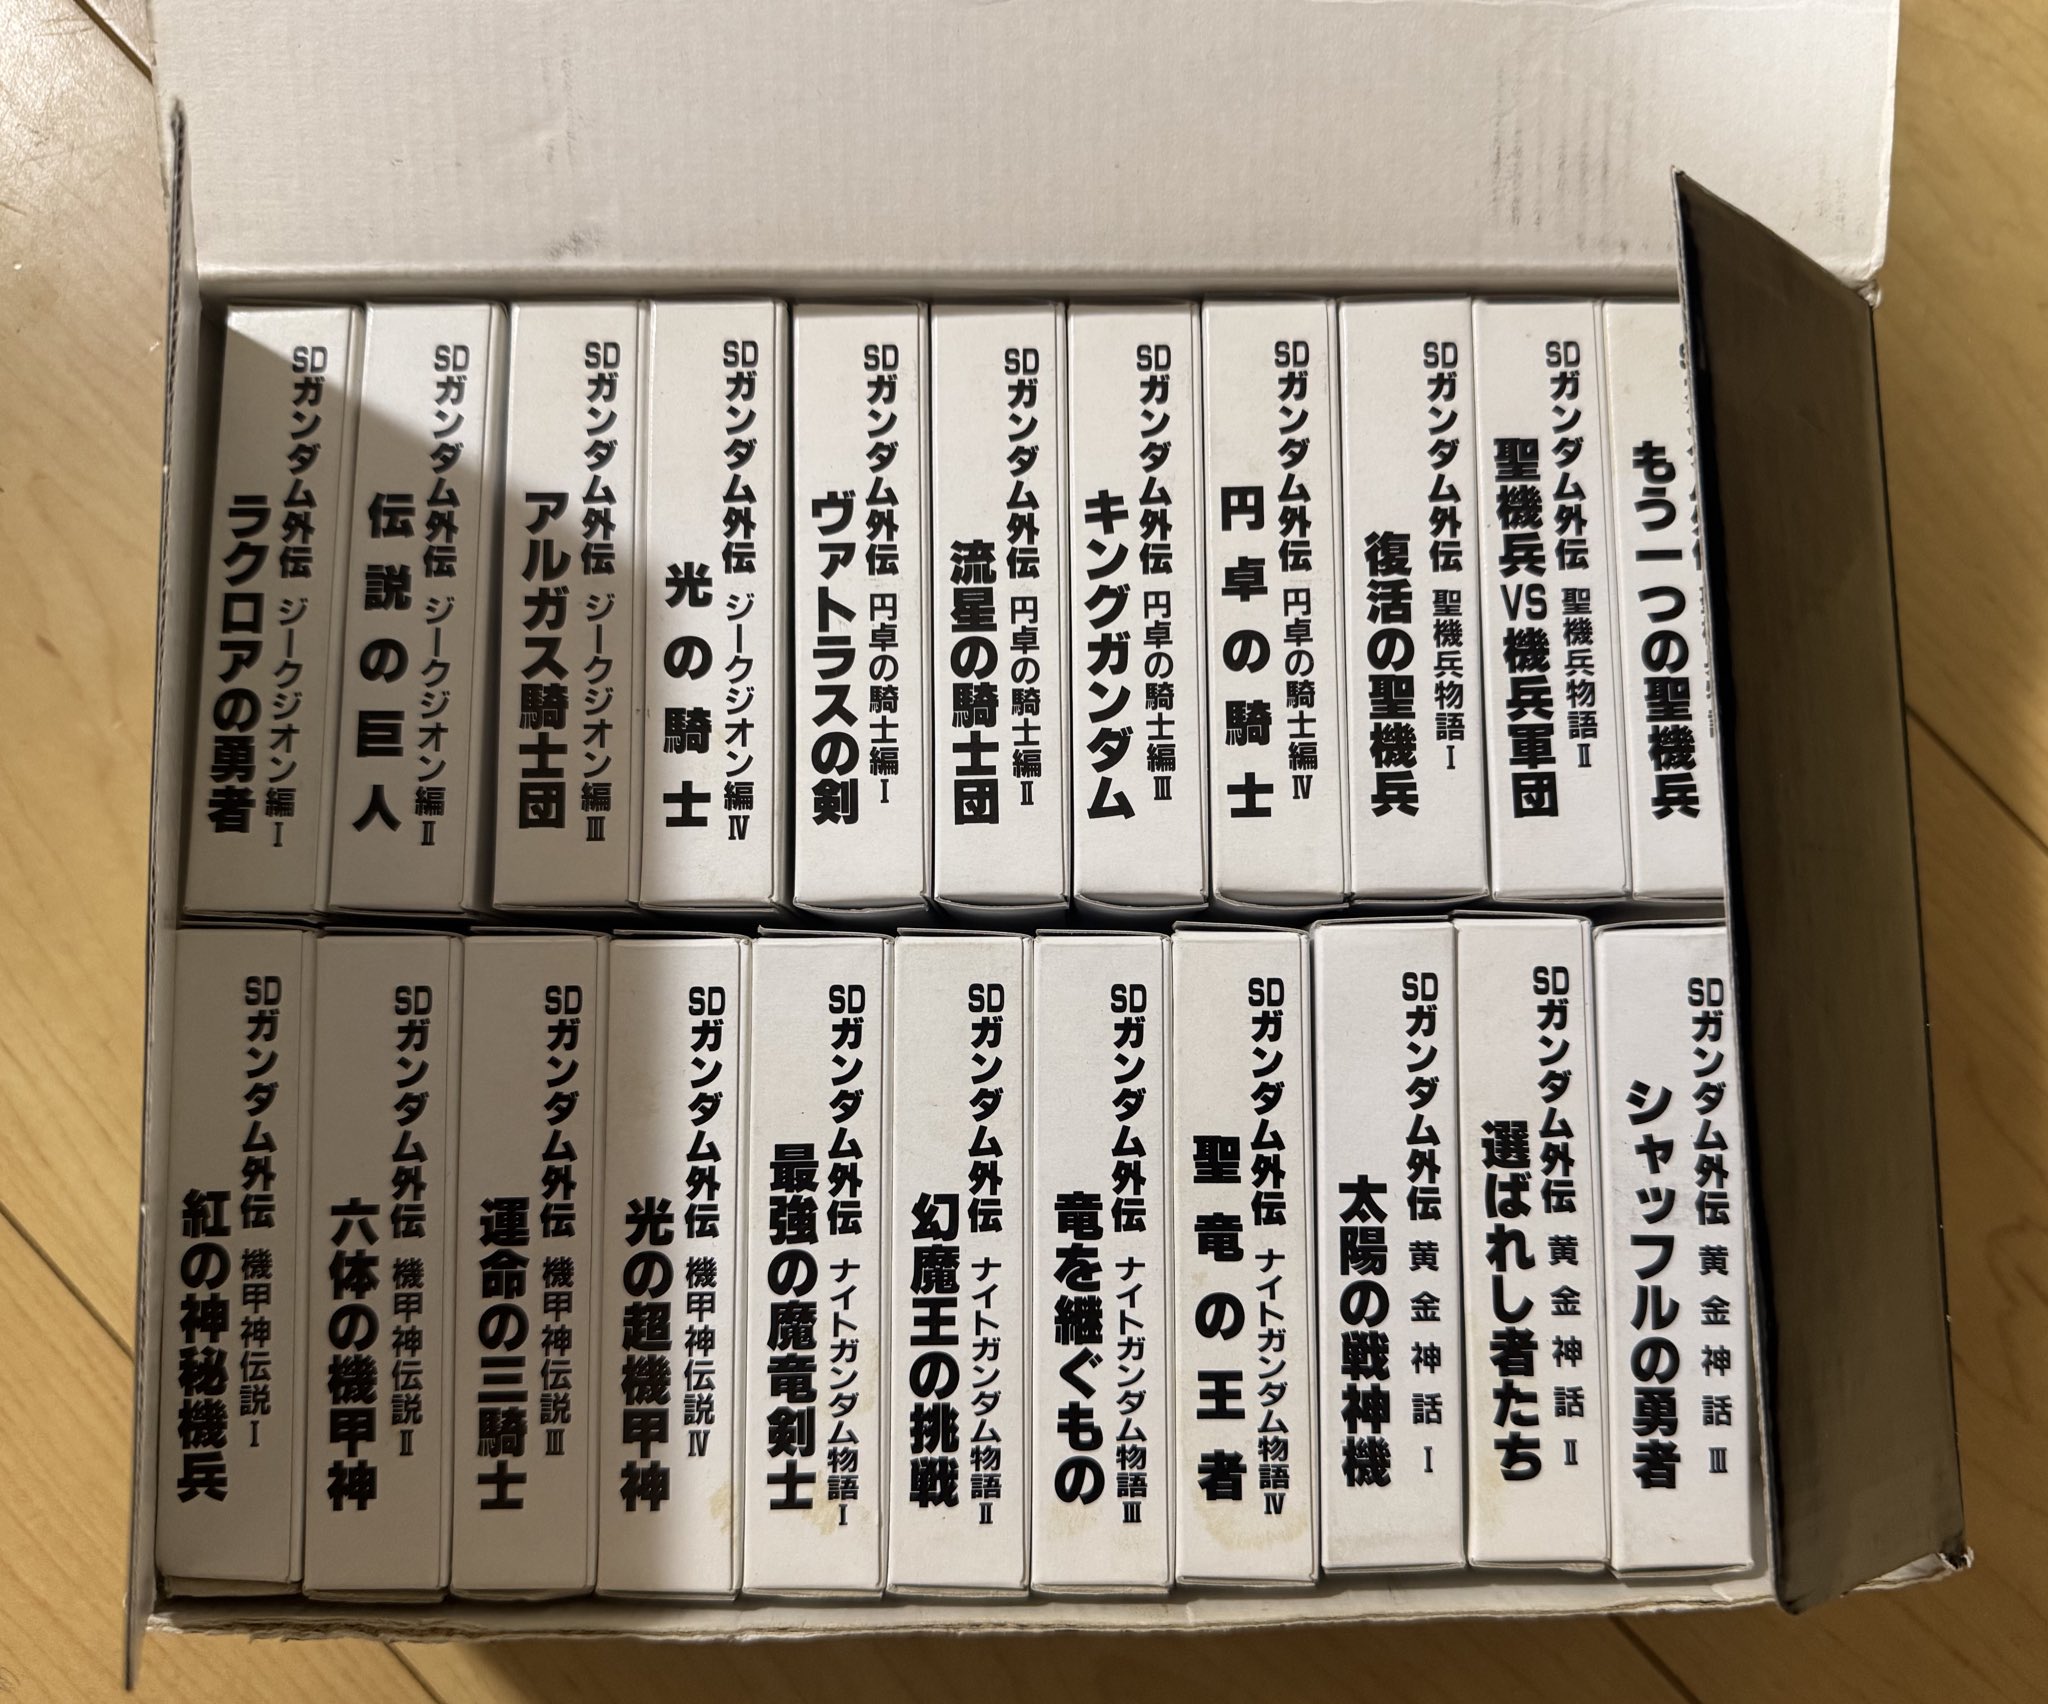 SDガンダム外伝 ジークジオン編Ⅰ
ラクロアの勇者
SDガンダム外伝 ジークジオン編Ⅱ
伝説の巨人
SDガンダム外伝 ジークジオン編Ⅲ
アルガス騎士団
SDガンダム外伝 ジークジオン編Ⅳ
光の騎士
SDガンダム外伝 円卓の騎士編Ⅰ
ヴァトラスの剣
SDガンダム外伝 円卓の騎士編Ⅱ
流星の騎士団
SDガンダム外伝 円卓の騎士編Ⅲ
キングガンダム
SDガンダム外伝 円卓の騎士編Ⅳ
円卓の騎士
SDガンダム外伝 聖機兵物語Ⅰ
復活の聖機兵
SDガンダム外伝 聖機兵物語Ⅱ
聖機兵VS機兵軍団
もう一つの聖機兵
SDガンダム外伝 機甲神伝説Ⅰ
紅の神秘機兵
SDガンダム外伝 機甲神伝説Ⅱ
六体の機甲神
SDガンダム外伝 機甲神伝説Ⅲ
運命の三騎士
SDガンダム外伝 機甲神伝説Ⅳ
光の超機甲神
SDガンダム外伝 ナイトガンダム物語Ⅰ
最強の魔竜剣士
SDガンダム外伝 ナイトガンダム物語Ⅱ
幻魔王の挑戦
SDガンダム外伝 ナイトガンダム物語Ⅲ
竜を継ぐもの
SDガンダム外伝 ナイトガンダム物語Ⅳ
聖竜の王者
SDガンダム外伝 黄金神話Ⅰ
太陽の戦神機
SDガンダム外伝 黄金神話Ⅱ
選ばれし者たち
SDガンダム外伝 黄金神話Ⅲ
シャッフルの勇者